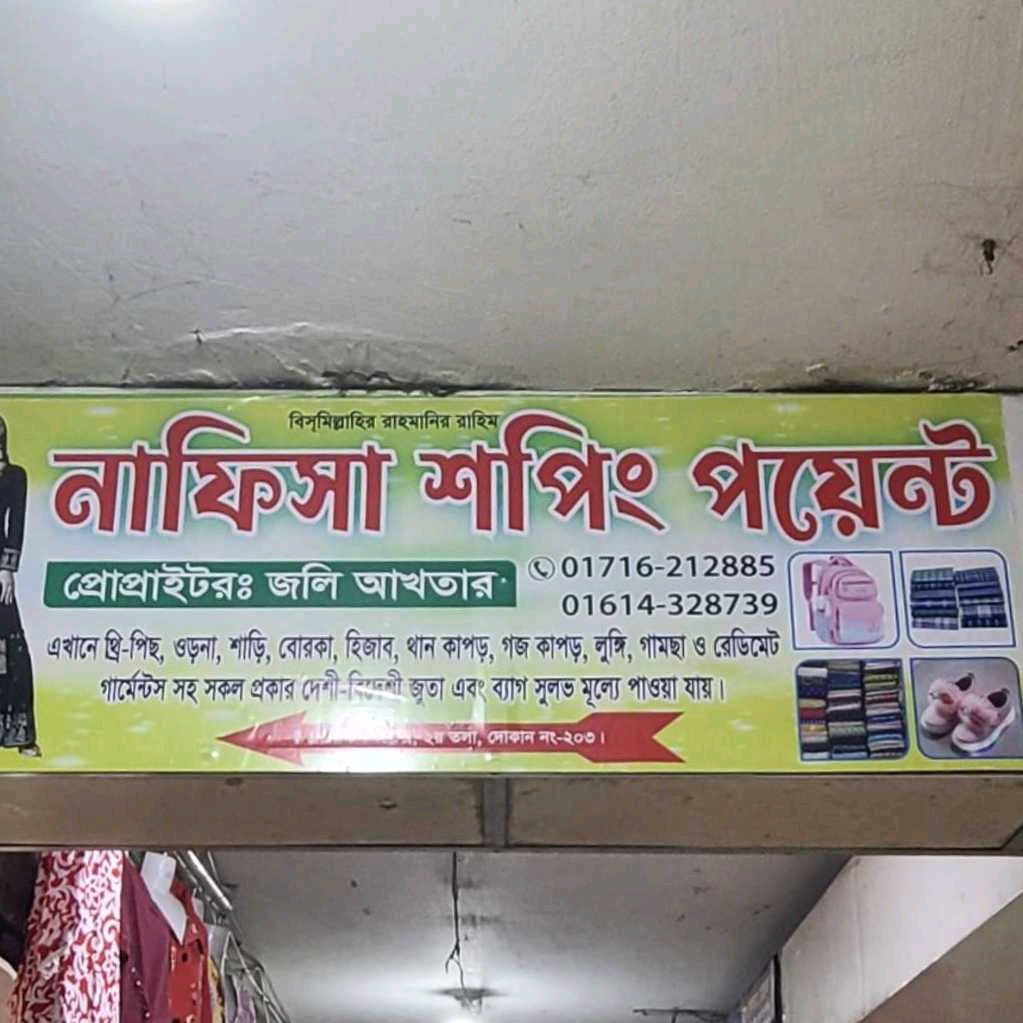 বিস্‌মিল্লাহির রাহমানির রাহিম
নাফিসা শপিং পয়েন্ট
প্রোপ্রাইটরঃ জলি আখতার
01716-212885
01614-328739
এখানে থ্রি-পিছ, ওড়না, শাড়ি, বোরকা, হিজাব, থান কাপড়, গজ কাপড়, লুঙ্গি, গামছা ও রেডিমেট
গার্মেন্টস সহ সকল প্রকার দেশী-বিদেশী জুতা এবং ব্যাগ সুলভ মূল্যে পাওয়া যায়।
২য় তলা, দোকান নং-২০৩।